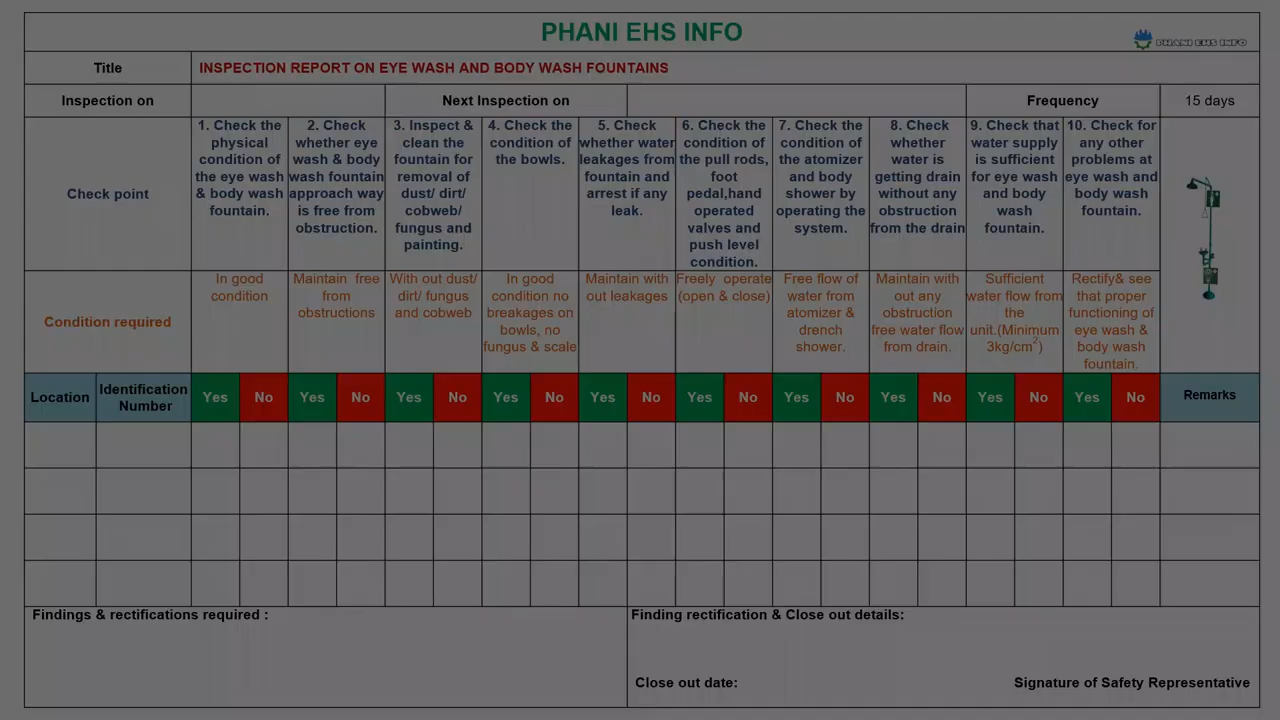 PHANI EHS INFO
PHANI EHS INFO
Title
INSPECTION REPORT ON EYE WASH AND BODY WASH FOUNTAINS
Inspection on
Next Inspection on
Frequency
15 days
Check point
1. Check the
physical
condition of
the eye wash
& body wash
fountain.
2. Check
whether eye
wash & body
wash fountain
approach way
is free from
obstruction.
3. Inspect &
clean the
fountain for
removal of
dust/ dirt/
cobweb/
fungus and
painting.
4. Check the
condition of
the bowls.
5. Check
whether water
leakages from
fountain and
arrest if any
leak.
6. Check the
condition of
the pull rods,
foot
pedal,hand
operated
valves and
push level
condition.
7. Check the
condition of
the atomizer
and body
shower by
operating the
system.
8. Check
whether
water is
getting drain
without any
obstruction
from the drain
9. Check that
water supply
is sufficient
for eye wash
and body
wash
fountain.
10. Check for
any other
problems at
eye wash and
body wash
fountain.
Condition required
In good
condition
Maintain free
from
obstructions
With out dust/
dirt/ fungus
and cobweb
In good
condition no
breakages on
bowls, no
fungus & scale
Maintain with
out leakages
Freely operate
(open & close)
Free flow of
water from
atomizer &
drench
shower.
Maintain with
out any
obstruction
free water flow
from drain.
Sufficient
water flow from
the
unit.(Minimum
3kg/cm2)
Rectify& see
that proper
functioning of
eye wash &
body wash
fountain.
Location
Identification
Number
Yes No Yes No Yes No Yes No Yes No Yes No Yes No Yes No Yes No Yes No
Remarks
Findings & rectifications required :
Finding rectification & Close out details:
Close out date:
Signature of Safety Representative